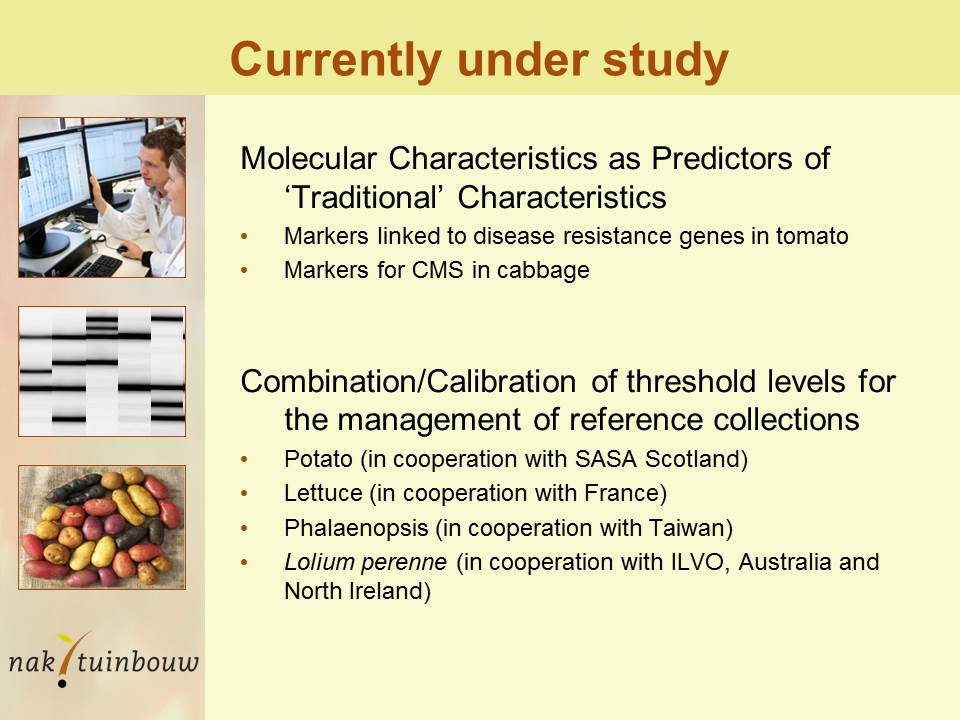 Currently under study
Molecular Characteristics as Predictors of
‘Traditional’ Characteristics
• Markers linked to disease resistance genes in tomato
• Markers for CMS in cabbage
Combination/Calibration of threshold levels for
the management of reference collections
• Potato (in cooperation with SASA Scotland)
• Lettuce (in cooperation with France)
• Phalaenopsis (in cooperation with Taiwan)
• Lolium perenne (in cooperation with ILVO, Australia and
North Ireland)
nak tuinbouw